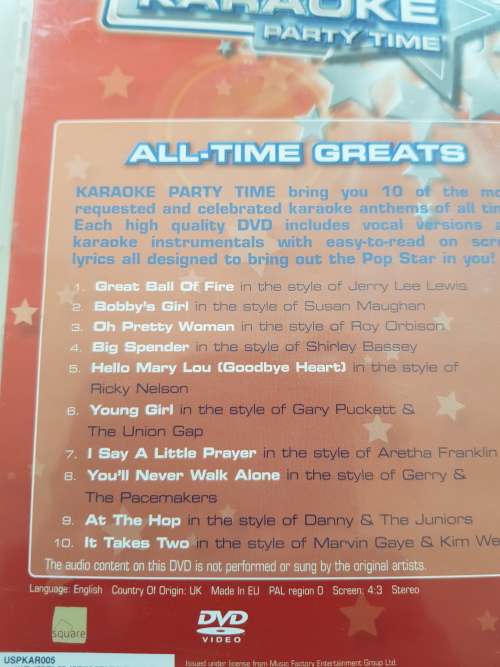 KARAOKE
PARTY TIME
ALL-TIME GREATS
KARAOKE PARTY TIME bring you 10 of the
requested and celebrated karaoke anthems of all
Each high quality DVD includes vocal versions
karaoke instrumentals with easy-to-read on
lyrics all designed to bring out the Pop Star in you!
1. Great Ball Of Fire in the style of Jerry Lee Lewis
2. Bobby's Girl in the style of Susan Maughan
3. Oh Pretty Woman in the style of Roy Orbison
4. Big Spender in the style of Shirley Bassey
5. Hello Mary Lou (Goodbye Heart) in the style of
Ricky Nelson
6. Young Girl in the style of Gary Puckett &
The Union Gap
7. I Say A Little Prayer in the style of Aretha Franklin
8. You'll Never Walk Alone in the style of Gerry &
The Pacemakers
9. At The Hop in the style of Danny & The Juniors
10. It Takes Two in the style of Marvin Gaye & Kim
The audio content on this DVD is not performed or sung by the original artists.
Language: English Country Of Origin: UK Made In EU PAL region 0 Screen: 4:3 Stereo
square
DVD
VIDEO
USPKAR005
Issued under license from Music Factory Entertainment Group Ltd.